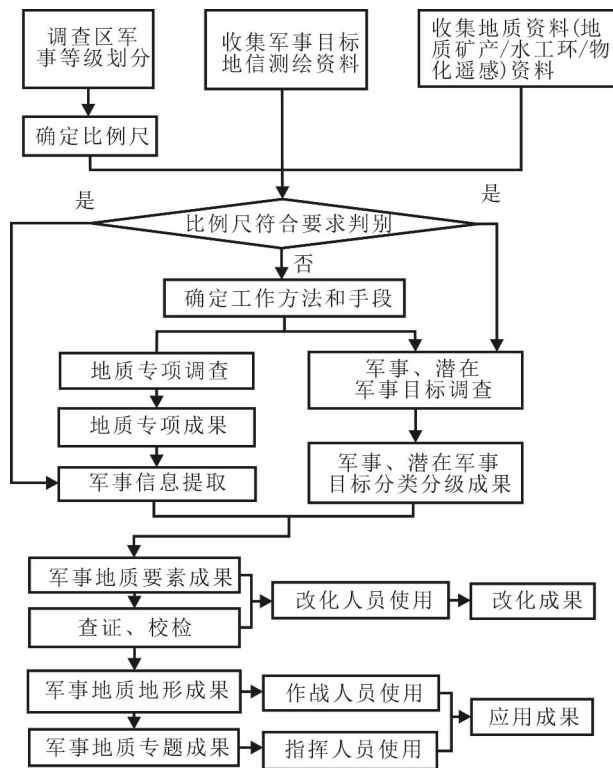 调查区军
事等级划分
收集军事目标
地信测绘资料
收集地质资料(地
质矿产/水工环/物
化遥感)资料
确定比例尺
是
是
比例尺符合要求判别
否
确定工作方法和手段
地质专项调查
军事、潜在
军事目标调查
地质专项成果
军事信息提取
军事、潜在军事
目标分类分级成果
军事地质要素成果
改化人员使用
改化成果
查证、校检
军事地质地形成果
作战人员使用
应用成果
军事地质专题成果
指挥人员使用